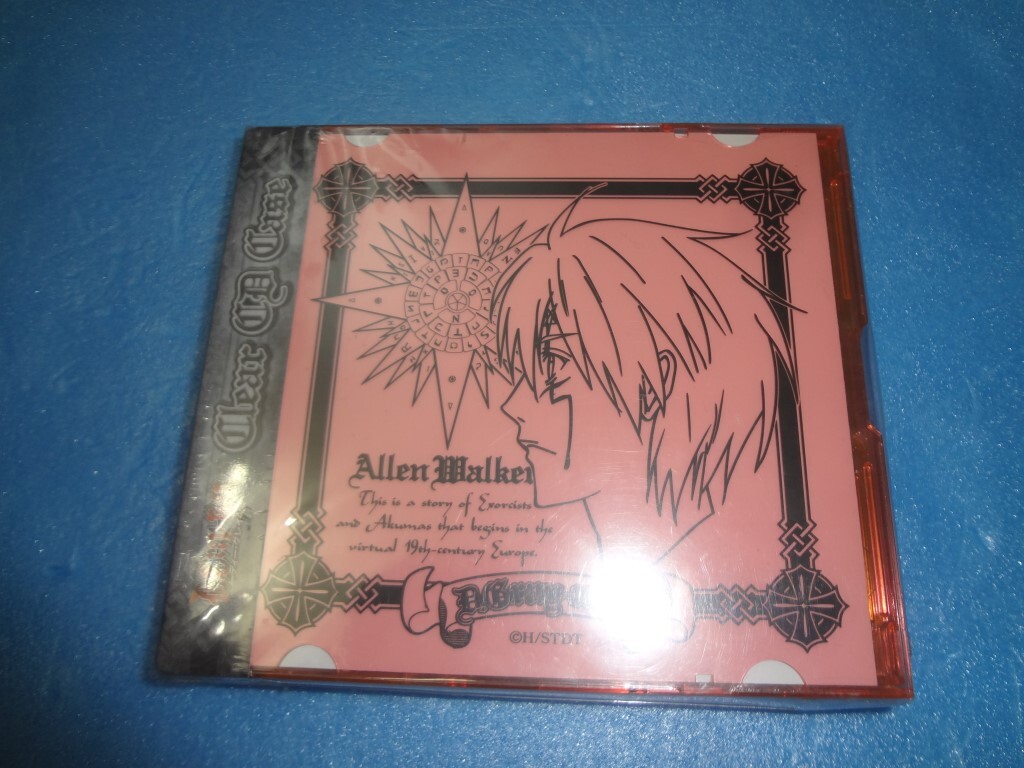 Clear CD Case
Allen Walker
This is a story of Exorcists
and Akumas that begins in the
virtual 19th-century Europe.
D.Gray
©H/STDT